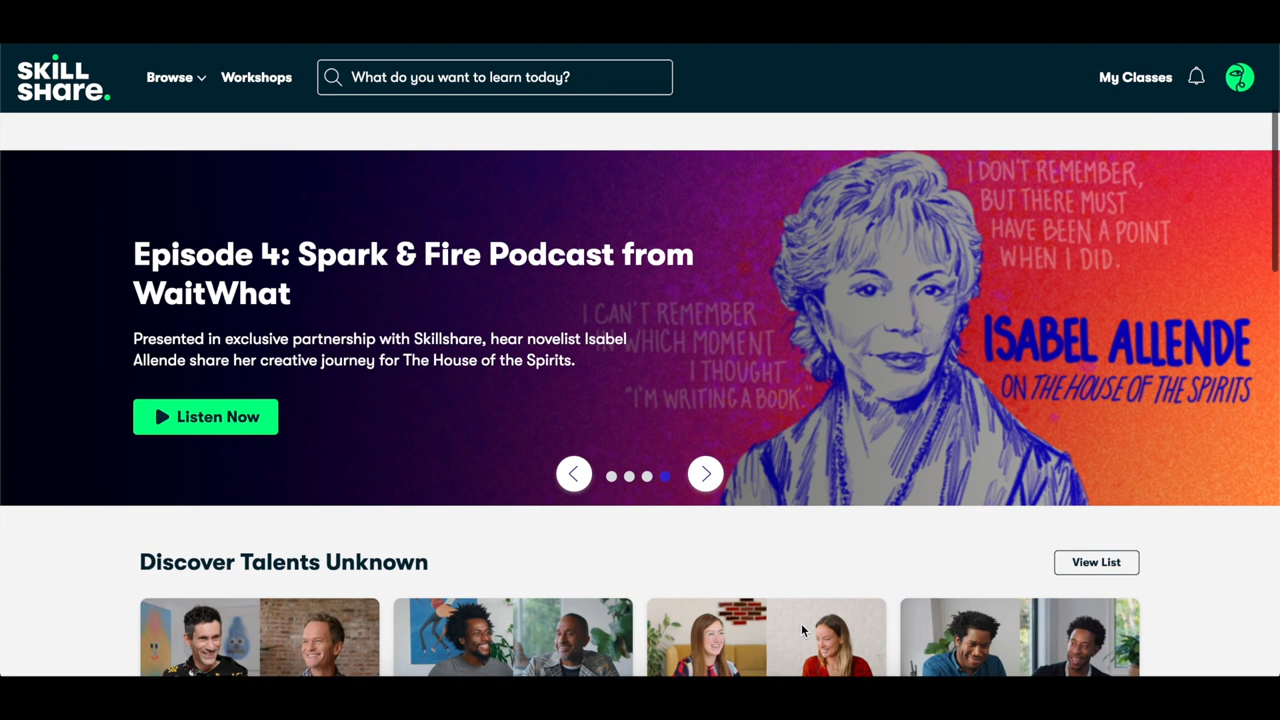 SKILL
SHare.
Browse
Workshops
What do you want to learn today?
My Classes
Episode 4: Spark & Fire Podcast from
WaitWhat
Presented in exclusive partnership with Skillshare, hear novelist Isabel
Allende share her creative journey for The House of the Spirits.
Listen Now
I CAN'T REMEMBER
IN WHICH MOMENT
I THOUGHT
"I'M WRITING A BOOK."
I DON'T REMEMBER,
BUT THERE MUST
HAVE BEEN A POINT
WHEN I DID.
ISABEL ALLENDE
ON THE HOUSE OF THE SPIRITS
Discover Talents Unknown
View List